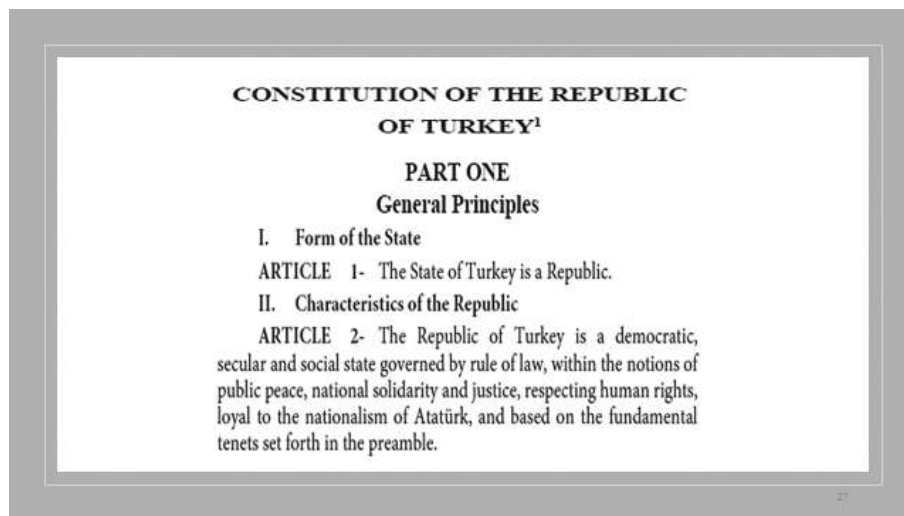 CONSTITUTION OF THE REPUBLIC
OF TURKEY¹
PART ONE
General Principles
I. Form of the State
ARTICLE 1- The State of Turkey is a Republic.
II. Characteristics of the Republic
ARTICLE 2- The Republic of Turkey is a democratic,
secular and social state governed by rule of law, within the notions of
public peace, national solidarity and justice, respecting human rights,
loyal to the nationalism of Atatürk, and based on the fundamental
tenets set forth in the preamble.
27